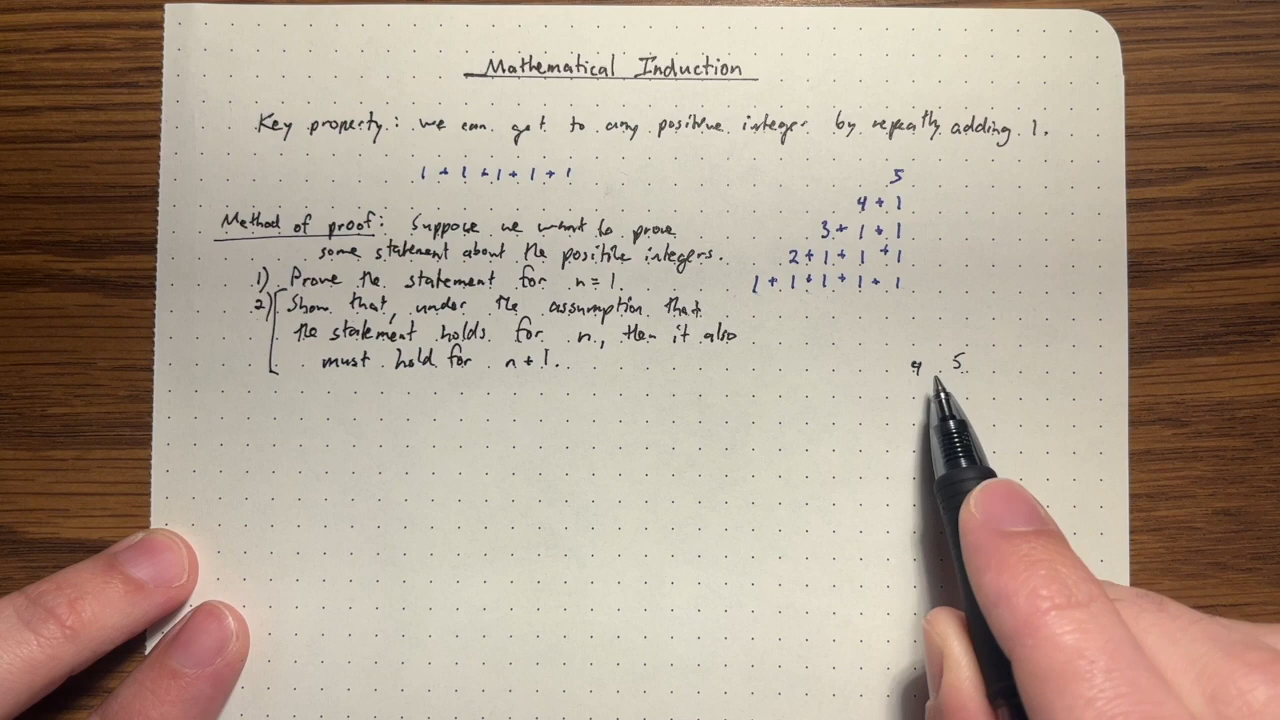 Mathematical Induction
Key property: we can get to any positive integer by repeatly adding 1.
1 + 1 + 1 + 1 + 1
5
4 + 1
3 + 1 + 1
2 + 1 + 1 + 1
1 + 1 + 1 + 1 + 1
Method of proof: Suppose we want to prove
some statement about the positive integers.
1) Prove the statement for n = 1.
2) Show that, under the assumption that
the statement holds for n, then it also
must hold for n + 1.
4 5